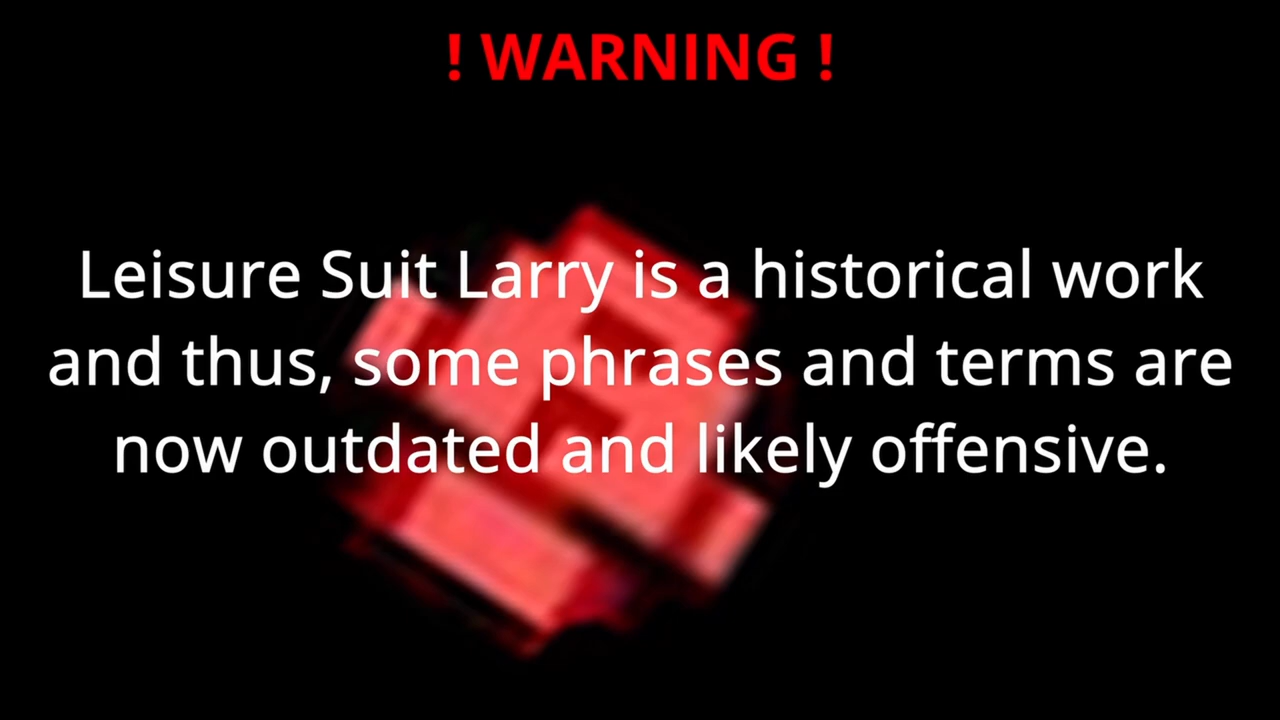 ! WARNING !
Leisure Suit Larry is a historical work
and thus, some phrases and terms are
now outdated and likely offensive.